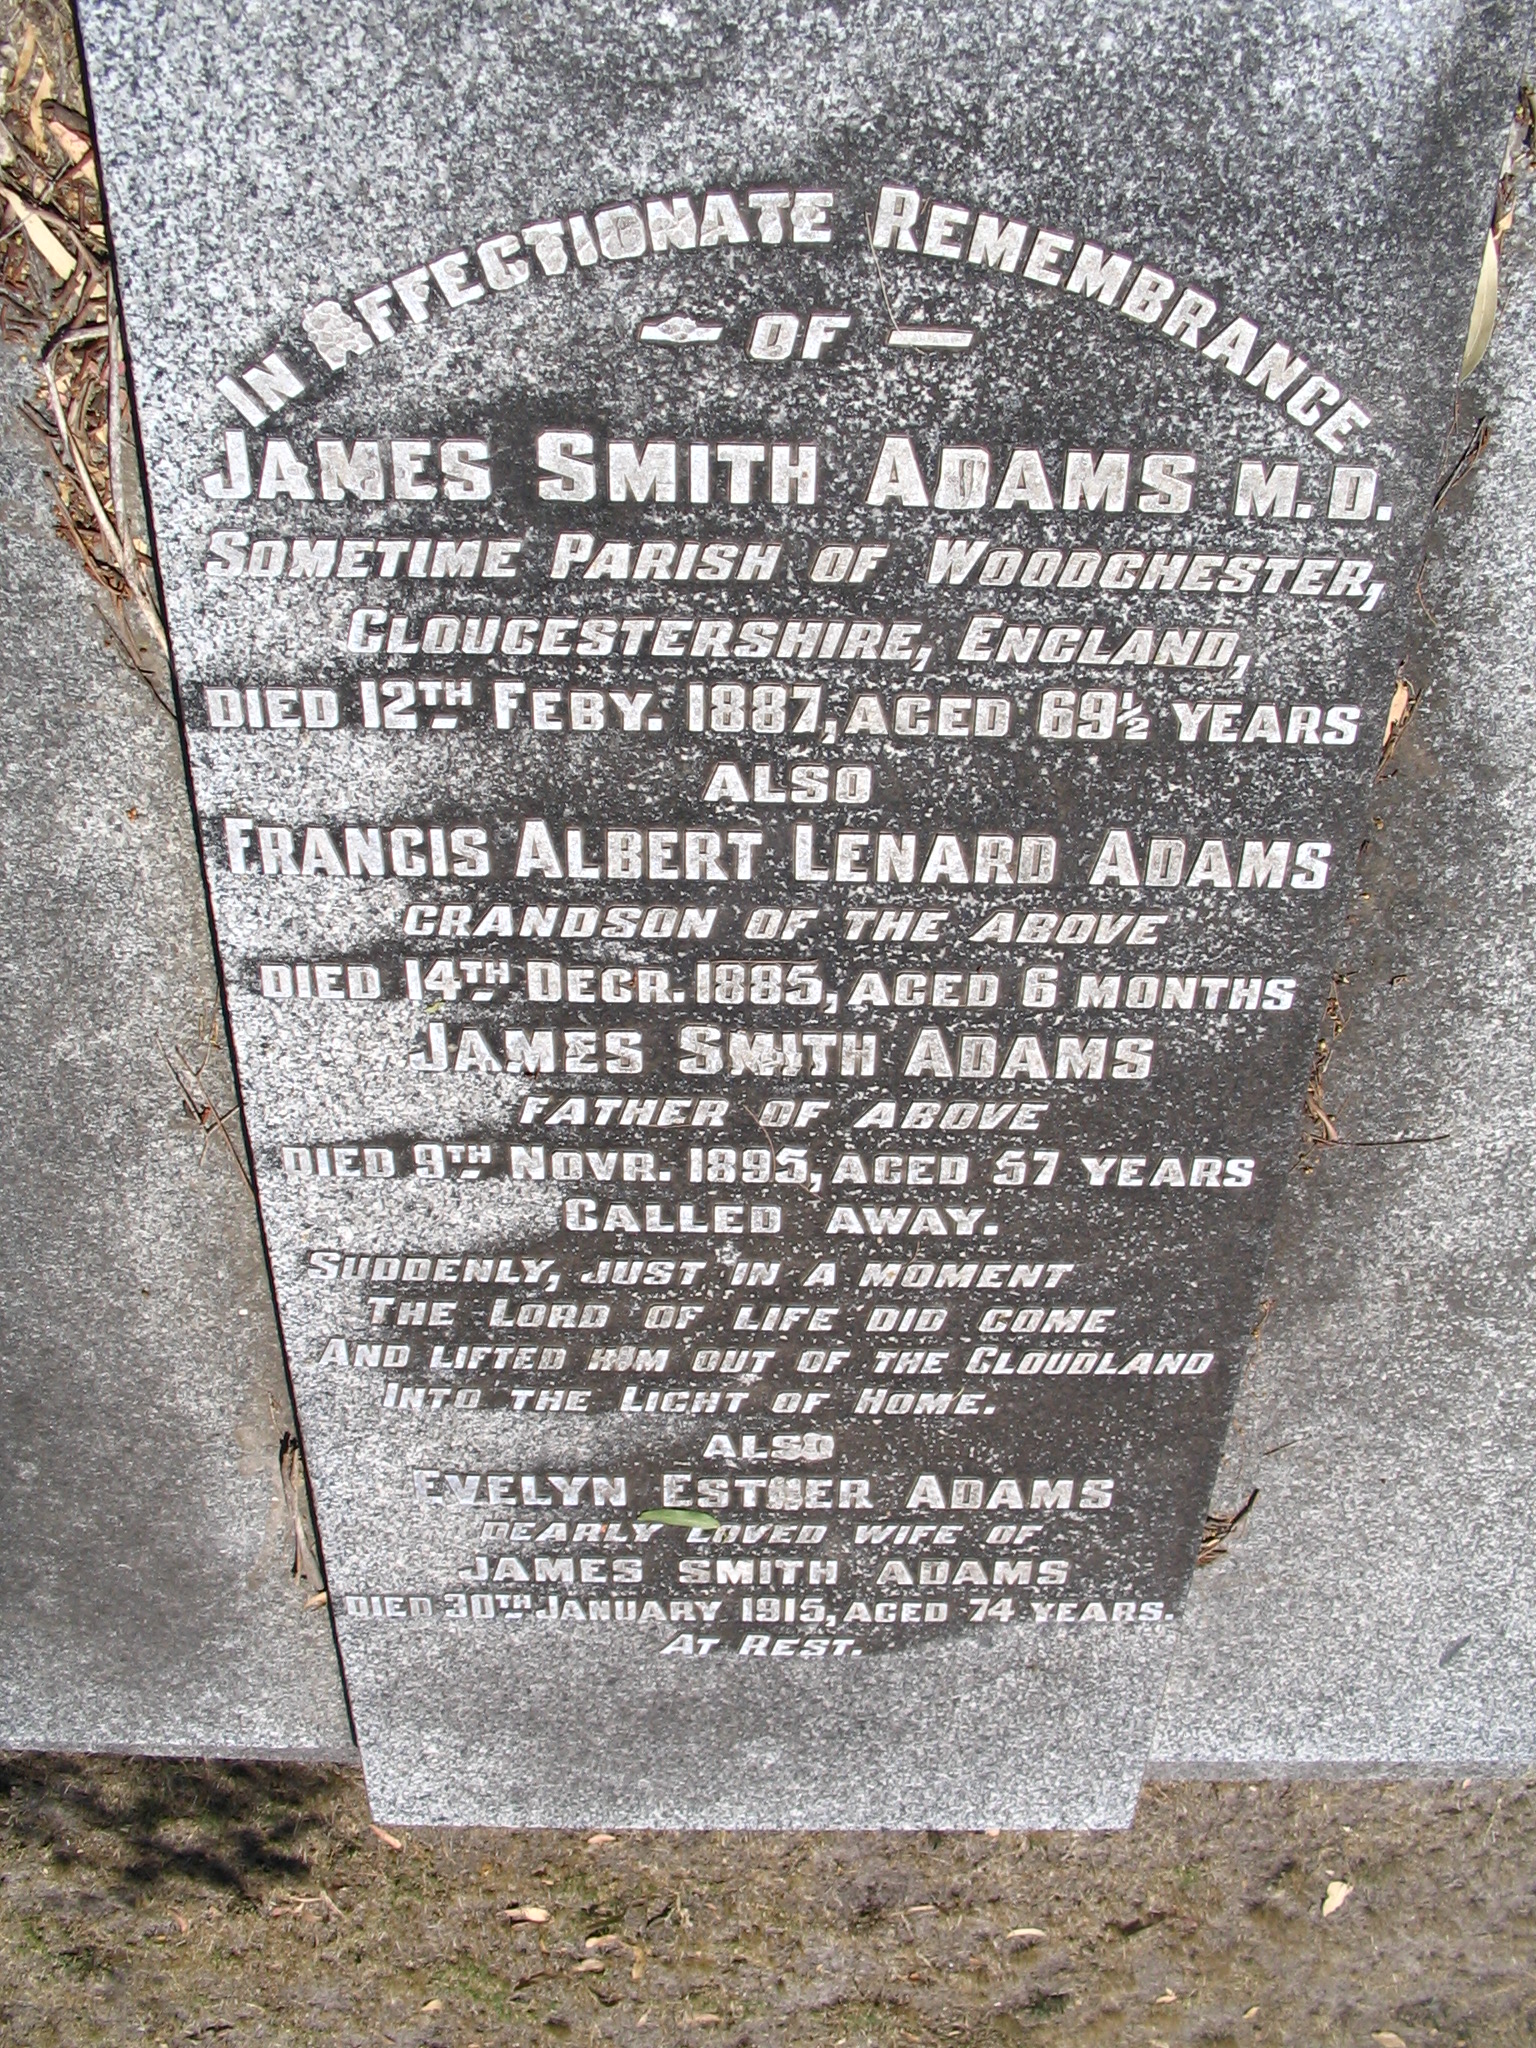 IN AFFECTIONATE REMEMBRANCE.
— OF —
JAMES SMITH ADAMS M.D.
SOMETIME PARISH OF WOODCHESTER,
GLOUCESTERSHIRE, ENGLAND,
DIED 12TH FEBY. 1887, AGED 69½ YEARS
ALSO
FRANCIS ALBERT LENARD ADAMS
GRANDSON OF THE ABOVE
DIED 14TH DECR. 1885, AGED 6 MONTHS
JAMES SMITH ADAMS
FATHER OF ABOVE
DIED 9TH NOVR. 1895, AGED 57 YEARS
CALLED AWAY.
SUDDENLY, JUST IN A MOMENT
THE LORD OF LIFE DID COME
AND LIFTED HIM OUT OF THE CLOUDLAND
INTO THE LIGHT OF HOME.
ALSO
EVELYN ESTHER ADAMS
DEARLY LOVED WIFE OF
JAMES SMITH ADAMS
DIED 30TH JANUARY 1915, AGED 74 YEARS.
AT REST.